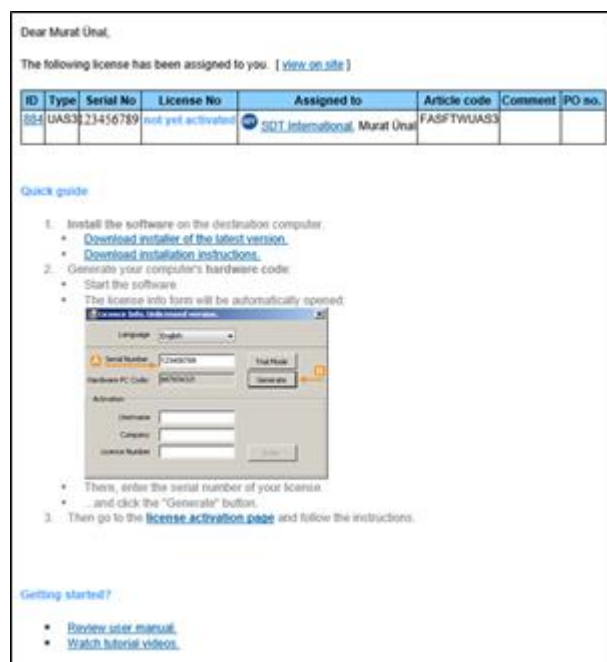 Dear Murat Ünal,
The following license has been assigned to you. [ view on site ]
ID Type Serial No License No Assigned to Article code Comment PO no.
884 UAS3 123456789 not yet activated SDT International, Murat Ünal FASFTWUAS3
Quick guide
1. Install the software on the destination computer.
• Download installer of the latest version.
• Download installation instructions.
2. Generate your computer's hardware code:
• Start the software
• The license info form will be automatically opened:
Licence Info. Unlicensed version.
Language English
Serial Number 123456789 Trial Mode
Hardware PC Code Generate
Activation
Username
Company
Licence Number
• There, enter the serial number of your license
• ...and click the "Generate" button.
3. Then go to the license activation page and follow the instructions.
Getting started?
• Review user manual.
• Watch tutorial videos.